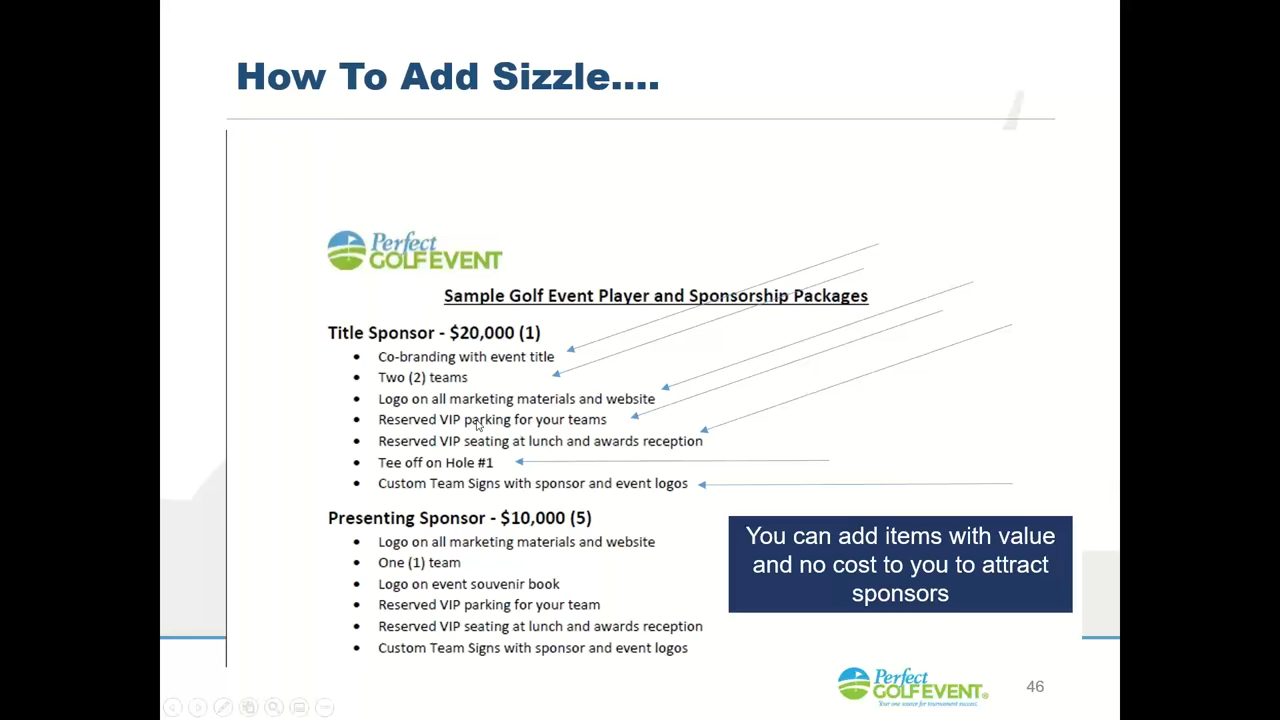 How To Add Sizzle....
Perfect
GOLF EVENT
Sample Golf Event Player and Sponsorship Packages
Title Sponsor - $20,000 (1)
• Co-branding with event title
• Two (2) teams
• Logo on all marketing materials and website
• Reserved VIP parking for your teams
• Reserved VIP seating at lunch and awards reception
• Tee off on Hole #1
• Custom Team Signs with sponsor and event logos
Presenting Sponsor - $10,000 (5)
• Logo on all marketing materials and website
• One (1) team
• Logo on event souvenir book
• Reserved VIP parking for your team
• Reserved VIP seating at lunch and awards reception
• Custom Team Signs with sponsor and event logos
You can add items with value
and no cost to you to attract
sponsors
Perfect
GOLF EVENT®
Your one source for tournament success
46